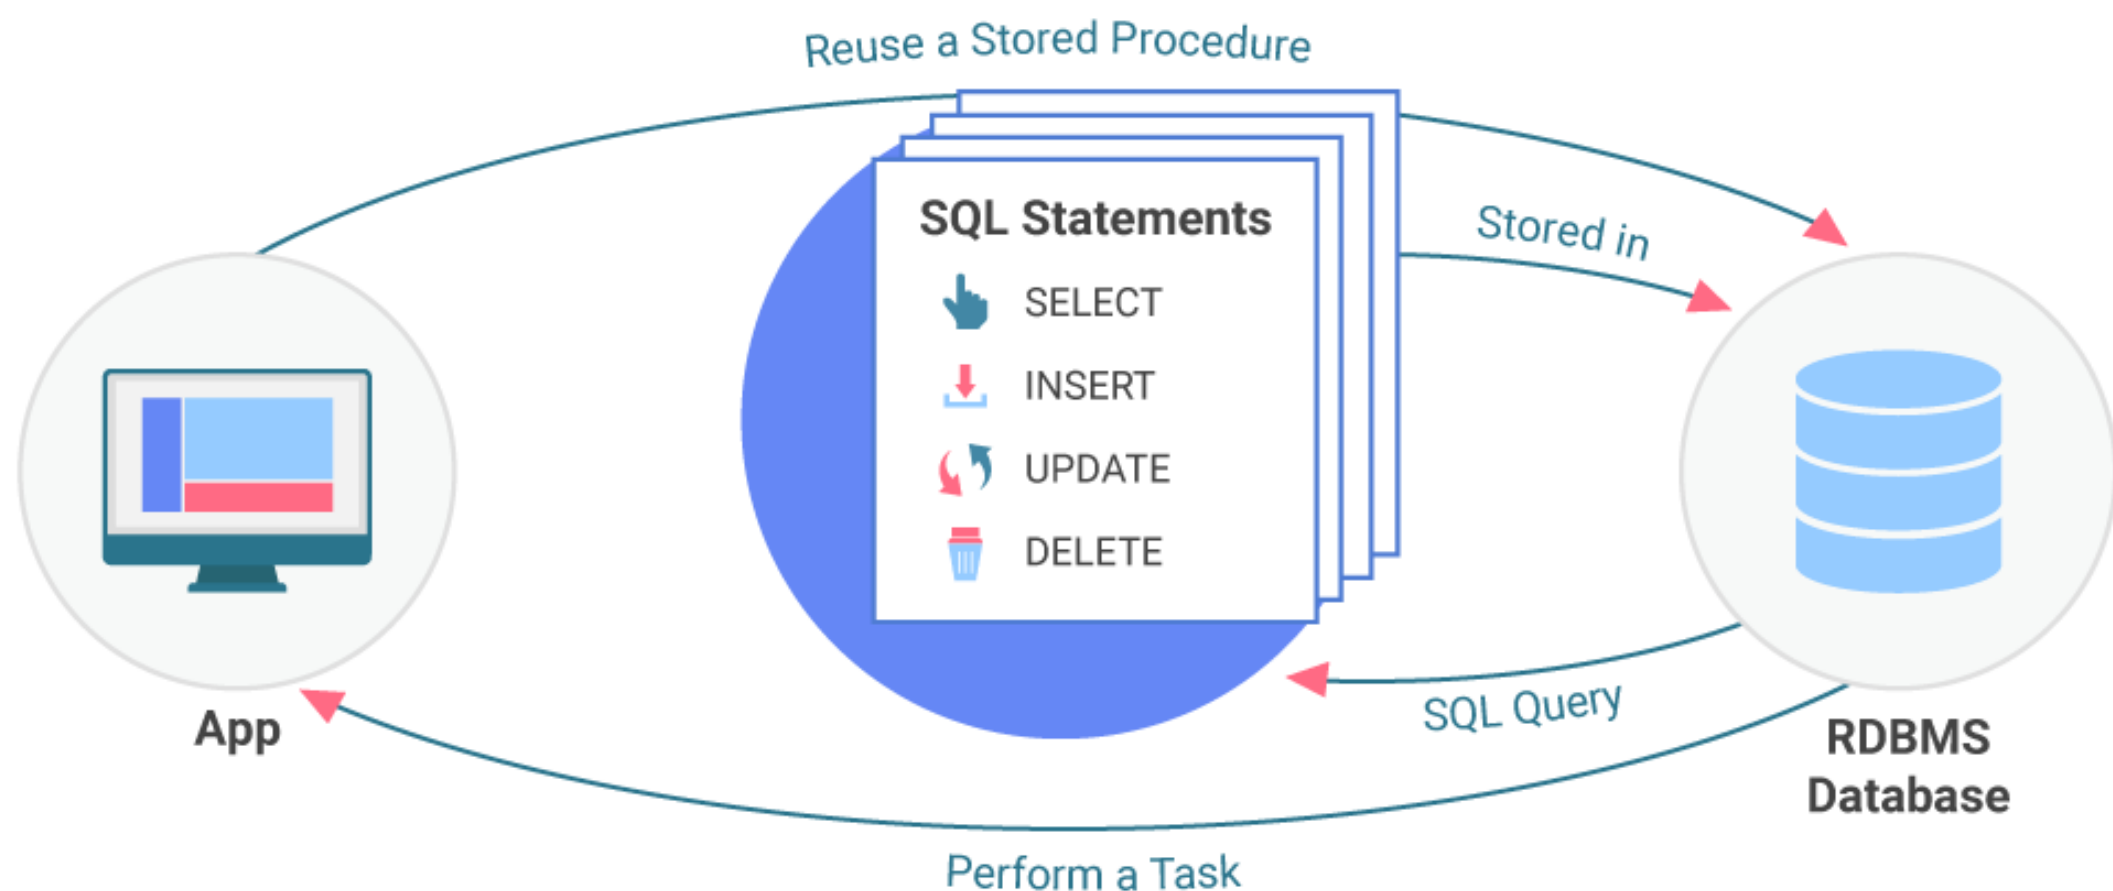 Reuse a Stored Procedure
SQL Statements
SELECT
INSERT
UPDATE
DELETE
Stored in
SQL Query
App
RDBMS
Database
Perform a Task